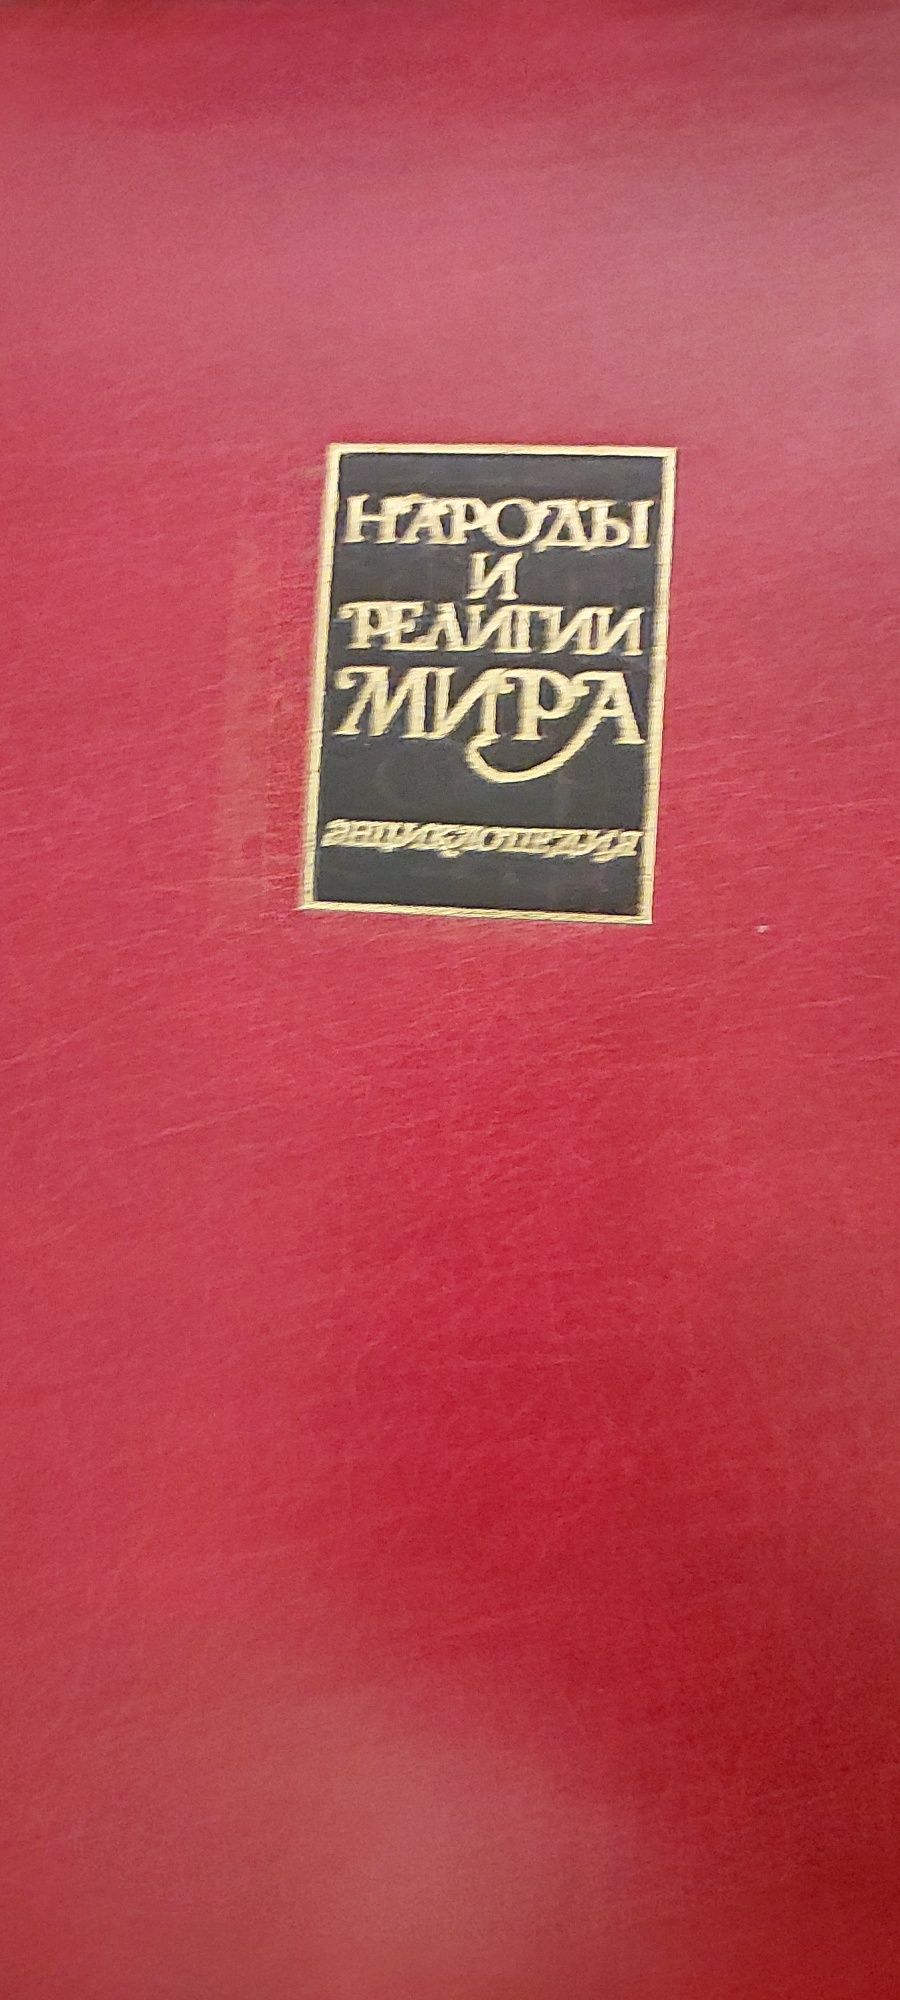 НАРОДЫ
И
РЕЛИГИИ
МИРА
энциклопедия